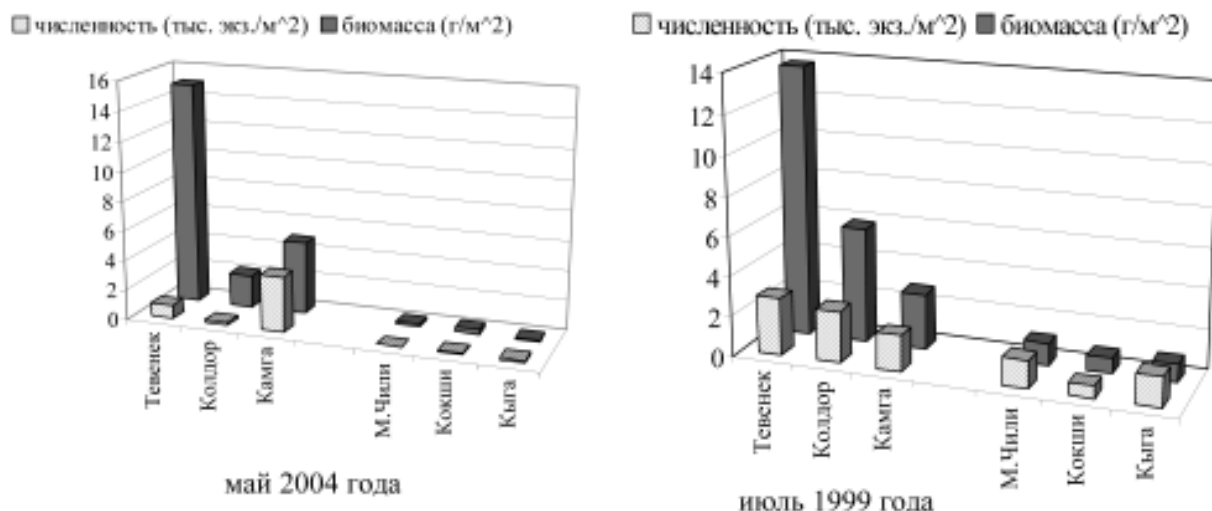 численность (тыс. экз./м^2) биомасса (г/м^2)
16
14
12
10
8
6
4
2
0
Тевенек
Колдор
Камга
М.Чили
Кокши
Кыга
май 2004 года
численность (тыс. экз./м^2) биомасса (г/м^2)
14
12
10
8
6
4
2
0
Тевенек
Колдор
Камга
М.Чили
Кокши
Кыга
июль 1999 года